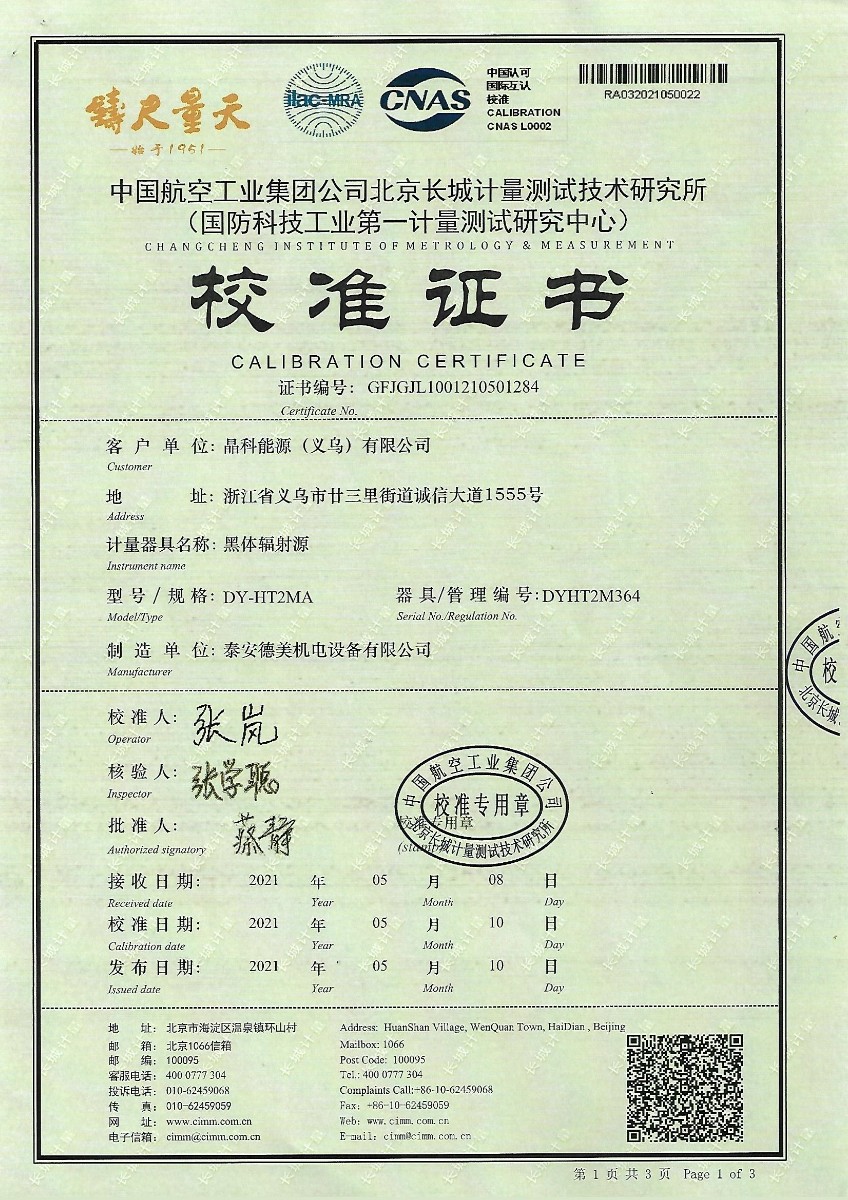 鑄尺量天
始于1951
ilac-MRA
CNAS
中国认可
国际互认
校准
CALIBRATION
CNAS L0002
RA032021050022
中国航空工业集团公司北京长城计量测试技术研究所
（国防科技工业第一计量测试研究中心）
CHANGCHENG INSTITUTE OF METROLOGY & MEASUREMENT
校准证书
CALIBRATION CERTIFICATE
证书编号： GFJGJL1001210501284
Certificate No.
客户单位: 晶科能源（义乌）有限公司
Customer
地 址: 浙江省义乌市廿三里街道诚信大道1555号
Address
计量器具名称: 黑体辐射源
Instrument name
型号/规格: DY-HT2MA 器具/管理编号:DYHT2M364
Model/Type Serial No./Regulation No.
制造单位: 泰安德美机电设备有限公司
Manufacturer
校准人: 张岚
Operator
核验人: 张学聪
Inspector
批准人: 蔡静
Authorized signatory
中国航空工业集团公司
校准专用章
北京长城计量测试技术研究所
校准专用章
(stamp)
接收日期: 2021 年 05 月 08 日
Received date Year Month Day
校准日期: 2021 年 05 月 10 日
Calibration date Year Month Day
发布日期: 2021 年 05 月 10 日
Issued date Year Month Day
中国航
校
北京长城
地 址: 北京市海淀区温泉镇环山村 Address: HuanShan Village, WenQuan Town, HaiDian , Beijing
邮 箱: 北京1066信箱 Mailbox: 1066
邮 编: 100095 Post Code: 100095
客服电话: 400 0777 304 Tel.: 400 0777 304
投诉电话: 010-62459068 Complaints Call:+86-10-62459068
传 真: 010-62459059 Fax: +86-10-62459059
网 址: www.cimm.com.cn Web: www.cimm.com.cn
电子信箱: cimm@cimm.com.cn E-mail: cimm@cimm.com.cn
第 1 页 共 3 页 Page 1 of 3